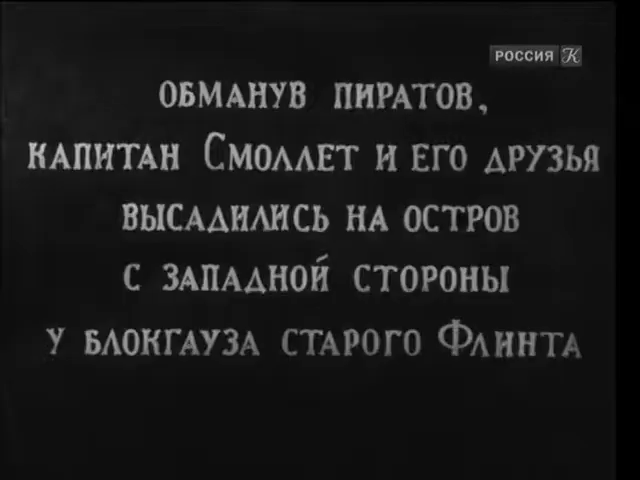 РОССИЯ К
ОБМАНУВ ПИРАТОВ,
КАПИТАН СМОЛЛЕТ И ЕГО ДРУЗЬЯ
ВЫСАДИЛИСЬ НА ОСТРОВ
С ЗАПАДНОЙ СТОРОНЫ
У БЛОКГАУЗА СТАРОГО ФЛИНТА